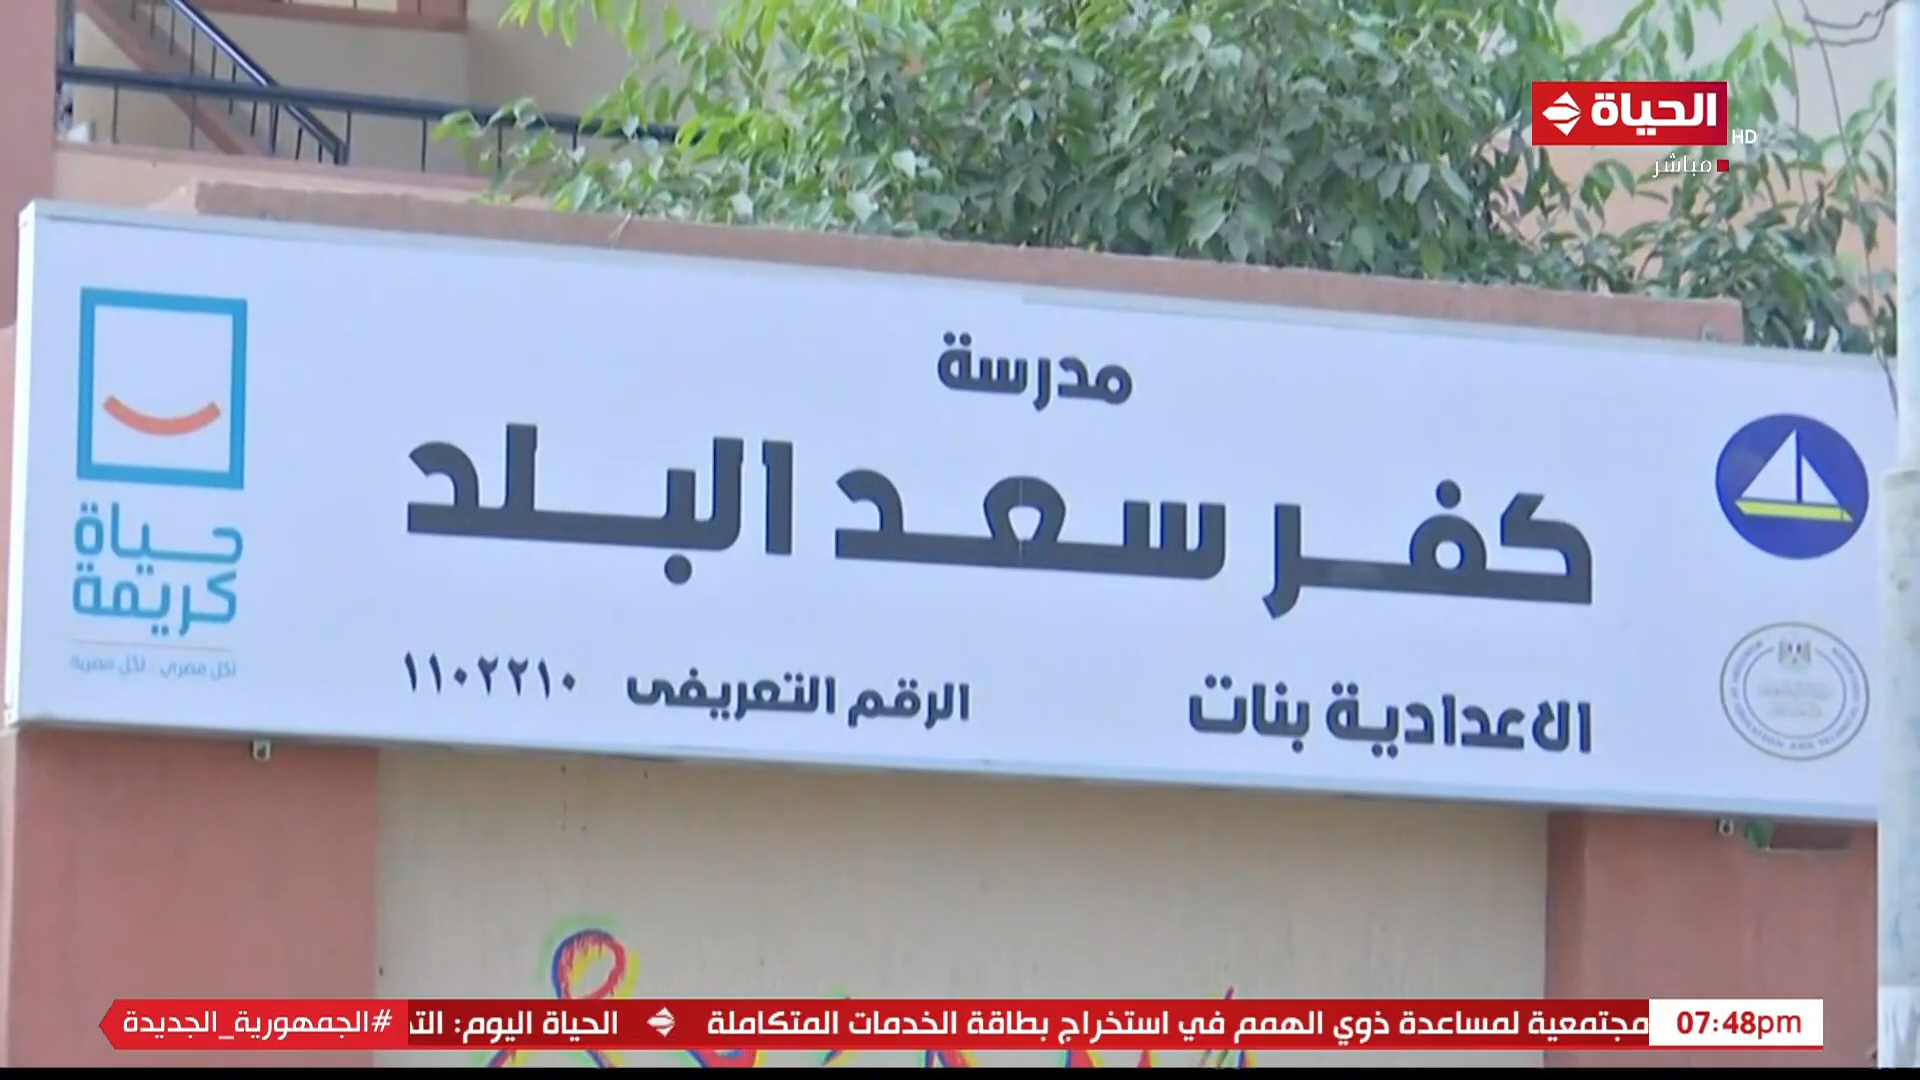 الحياة
HD
مباشر
مدرسة
كفر سعد البلد
الاعدادية بنات
الرقم التعريفى ١١٠٢٢١٠
حياة
كريمة
لكل مصري - لكل مصرية
07:48pm
مجتمعية لمساعدة ذوي الهمم في استخراج بطاقة الخدمات المتكاملة
الحياة اليوم: التح
#الجمهورية_الجديدة